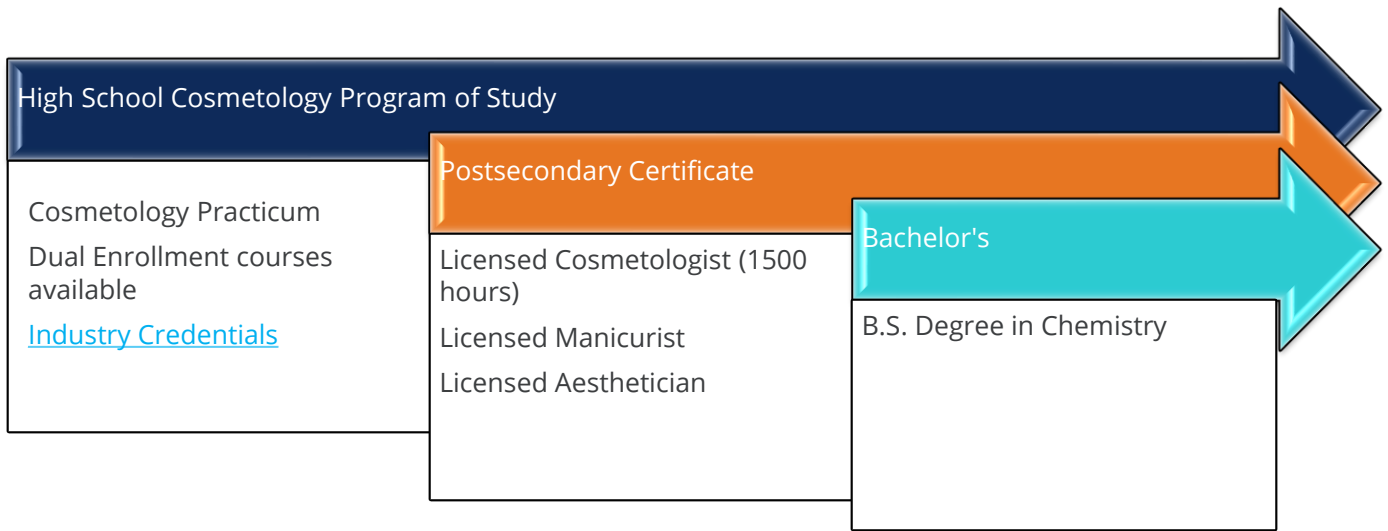 High School Cosmetology Program of Study
Cosmetology Practicum
Dual Enrollment courses
available
Industry Credentials
Postsecondary Certificate
Licensed Cosmetologist (1500
hours)
Licensed Manicurist
Licensed Aesthetician
Bachelor's
B.S. Degree in Chemistry